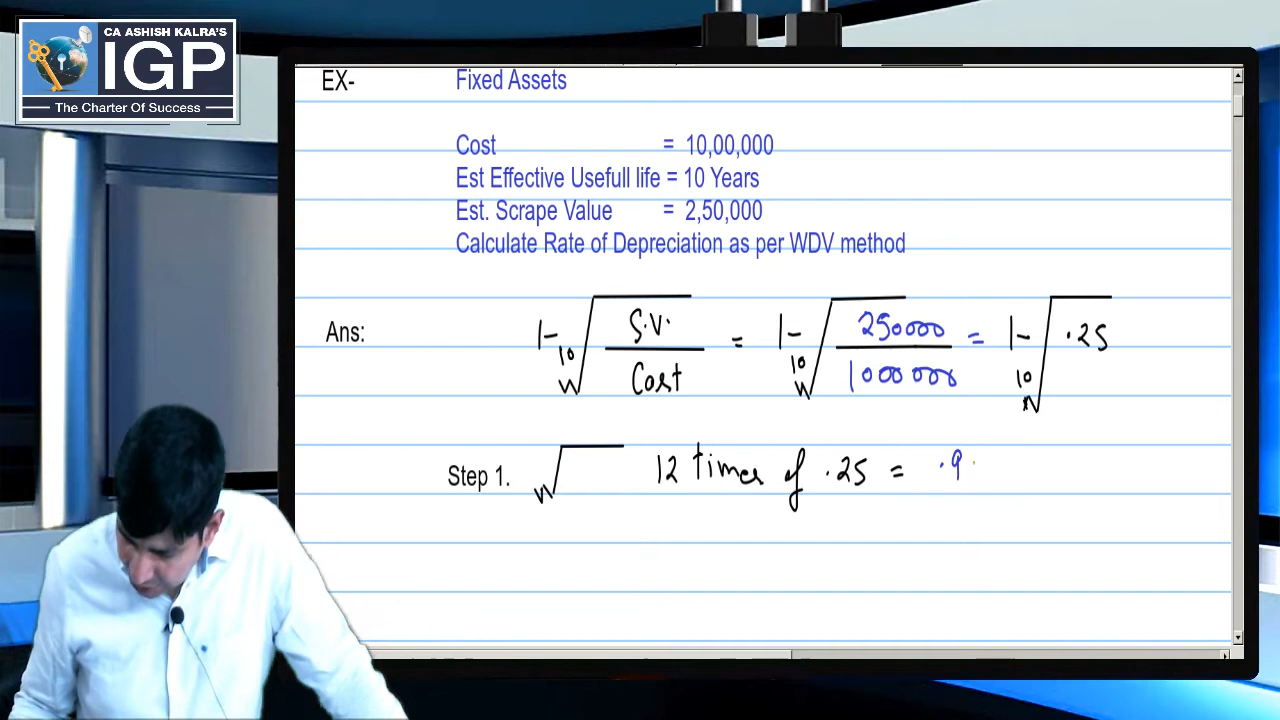 CA ASHISH KALRA'S
IGP
The Charter Of Success
EX- Fixed Assets
Cost = 10,00,000
Est Effective Usefull life = 10 Years
Est. Scrape Value = 2,50,000
Calculate Rate of Depreciation as per WDV method
Ans: 1- 10√ S.V. / Cost = 1- 10√ 250000 / 1000000 = 1- 10√ .25
Step 1. √ 12 times of .25 = .9